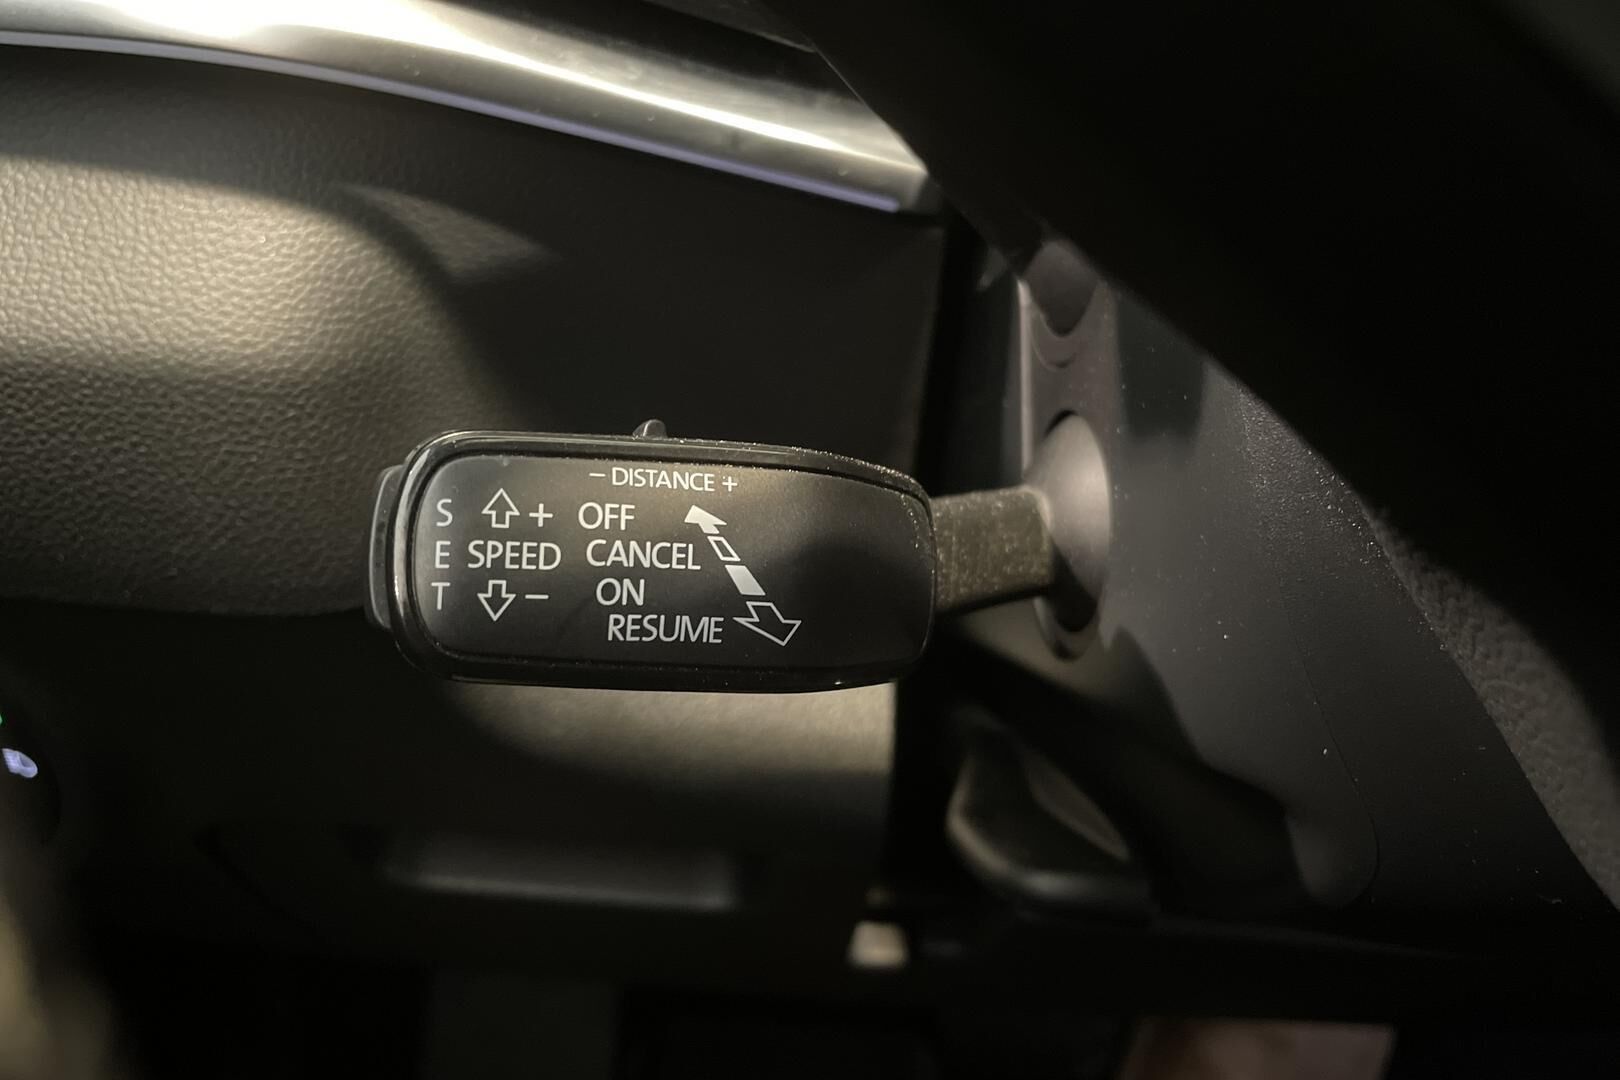 − DISTANCE +
S + OFF
E SPEED CANCEL
T − ON
RESUME